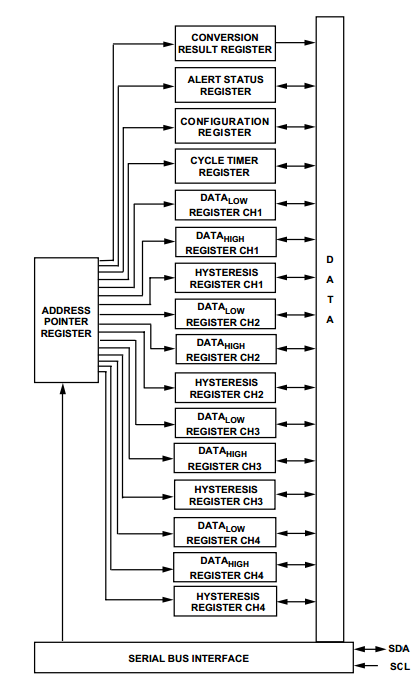 CONVERSION
RESULT REGISTER
ALERT STATUS
REGISTER
CONFIGURATION
REGISTER
CYCLE TIMER
REGISTER
DATALOW
REGISTER CH1
DATAHIGH
REGISTER CH1
HYSTERESIS
REGISTER CH1
DATALOW
REGISTER CH2
DATAHIGH
REGISTER CH2
HYSTERESIS
REGISTER CH2
DATALOW
REGISTER CH3
DATAHIGH
REGISTER CH3
HYSTERESIS
REGISTER CH3
DATALOW
REGISTER CH4
DATAHIGH
REGISTER CH4
HYSTERESIS
REGISTER CH4
ADDRESS
POINTER
REGISTER
D
A
T
A
SERIAL BUS INTERFACE
SDA
SCL